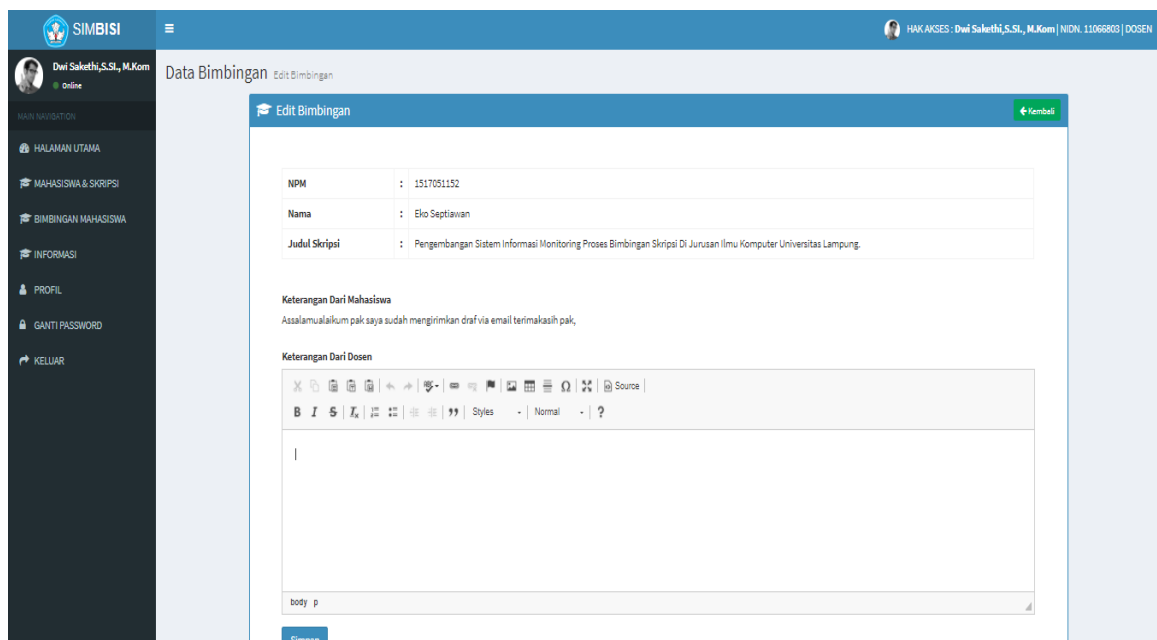 SIMBISI
HAK AKSES : Dwi Sakethi,S.SI., M.Kom | NIDN. 11066803 | DOSEN
Dwi Sakethi,S.SI., M.Kom
Online
MAIN NAVIGATION
HALAMAN UTAMA
MAHASISWA & SKRIPSI
BIMBINGAN MAHASISWA
INFORMASI
PROFIL
GANTI PASSWORD
KELUAR
Data Bimbingan Edit Bimbingan
Edit Bimbingan
Kembali
NPM : 1517051152
Nama : Eko Septiawan
Judul Skripsi : Pengembangan Sistem Informasi Monitoring Proses Bimbingan Skripsi Di Jurusan Ilmu Komputer Universitas Lampung.
Keterangan Dari Mahasiswa
Assalamualaikum pak saya sudah mengirimkan draf via email terimakasih pak,
Keterangan Dari Dosen
Source
B I S Styles Normal ?
body p
Simpan